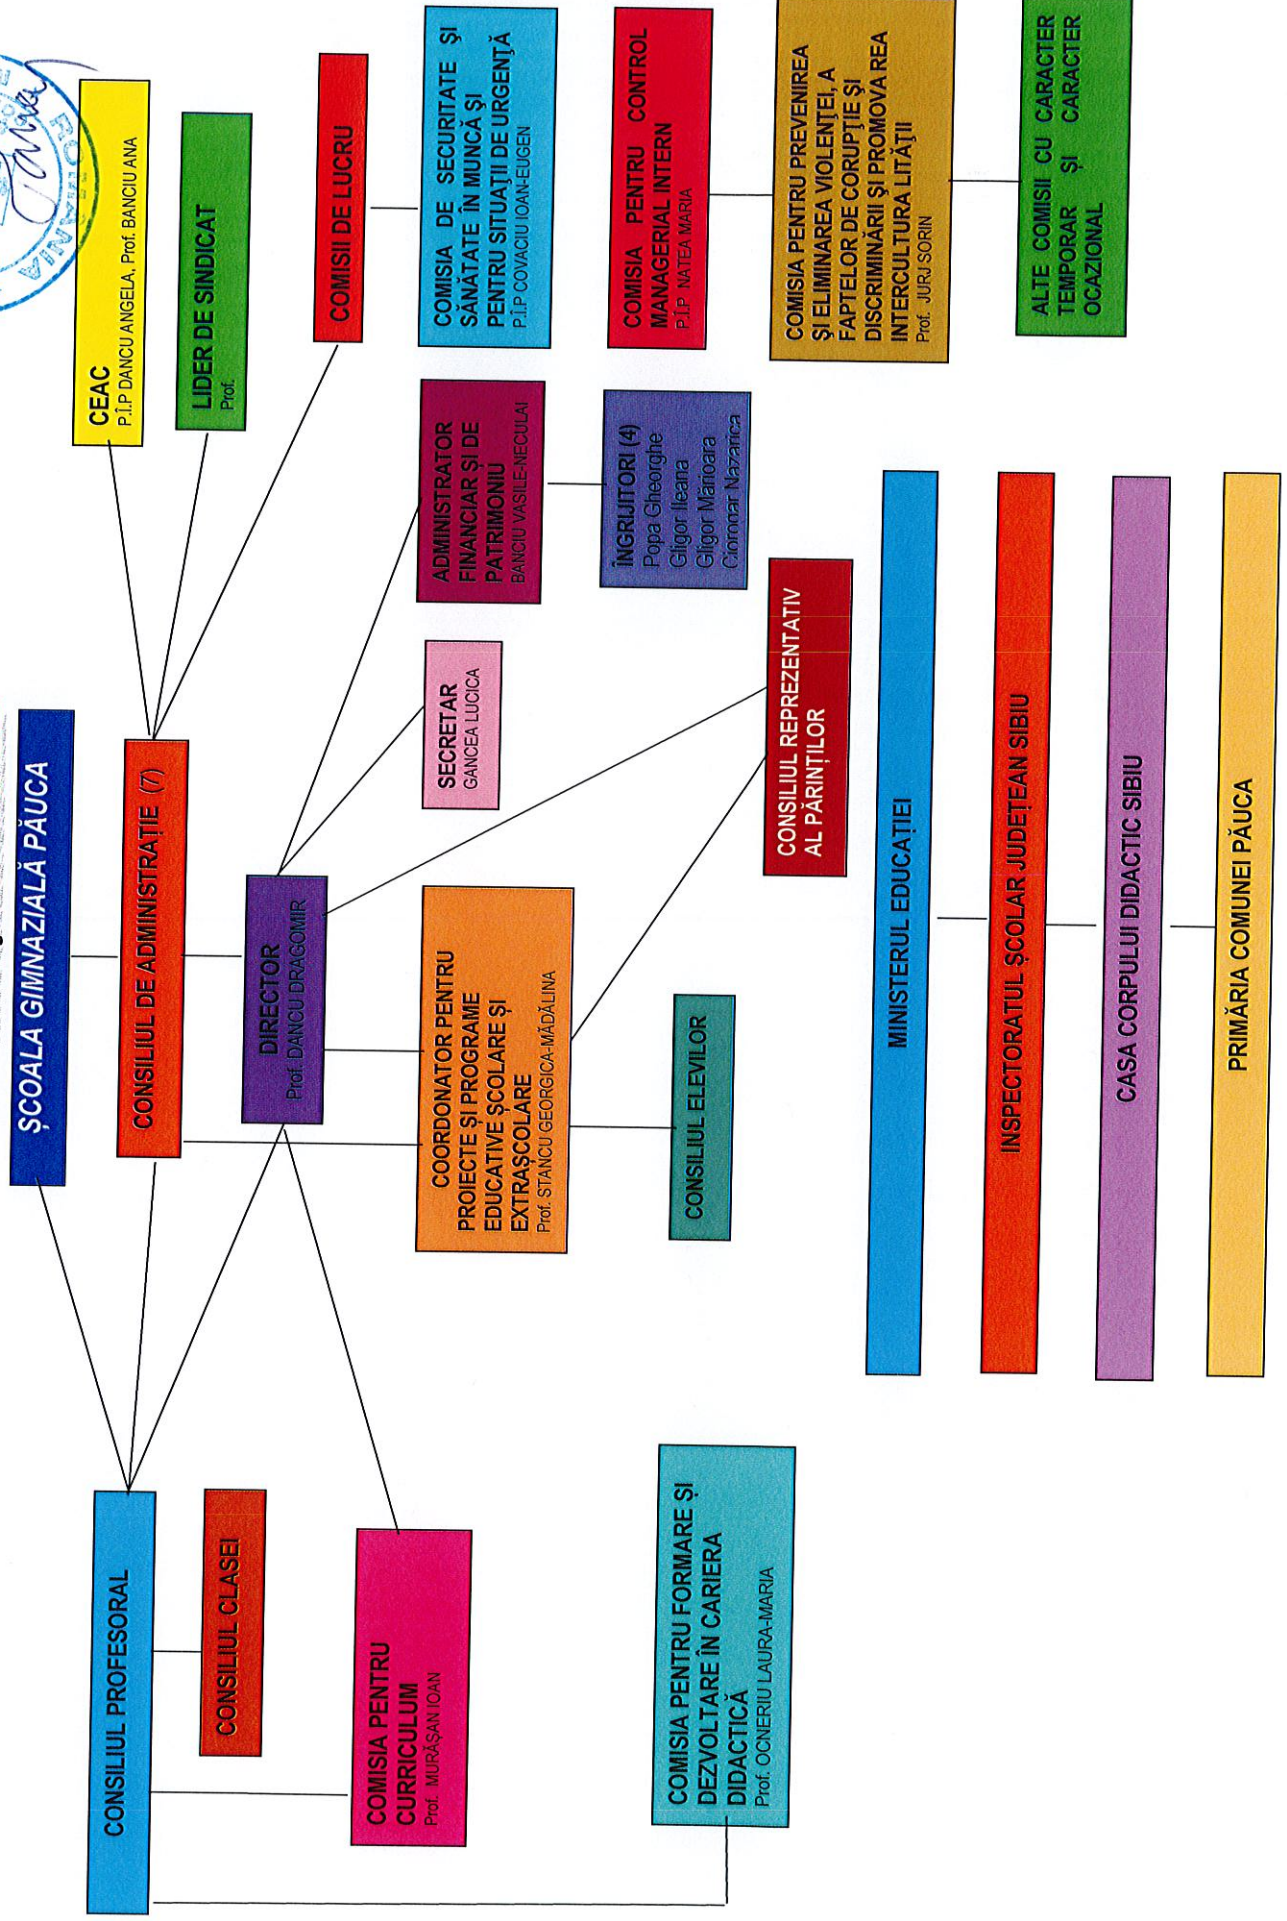 ȘCOALA GIMNAZIALĂ PĂUCA
CONSILIUL DE ADMINISTRAȚIE (7)
DIRECTOR
Prof. DANCU DRAGOMIR
CONSILIUL PROFESORAL
CONSILIUL CLASEI
COMISIA PENTRU
CURRICULUM
Prof. MURĂȘAN IOAN
COMISIA PENTRU FORMARE ȘI
DEZVOLTARE ÎN CARIERA
DIDACTICĂ
Prof. OCNERIU LAURA-MARIA
COORDONATOR PENTRU
PROIECTE ȘI PROGRAME
EDUCATIVE ȘCOLARE ȘI
EXTRAȘCOLARE
Prof. STANCU GEORGICA-MĂDĂLINA
CONSILIUL ELEVILOR
SECRETAR
GANCEA LUCICA
ADMINISTRATOR
FINANCIAR ȘI DE
PATRIMONIU
BANCIU VASILE-NECULAI
ÎNGRIJITORI (4)
Popa Gheorghe
Gligor Ileana
Gligor Mărioara
Nazarica
CONSILIUL REPREZENTATIV
AL PĂRINȚILOR
CEAC
P.Î.P DANCU ANGELA, Prof. BANCIU ANA
LIDER DE SINDICAT
Prof.
COMISII DE LUCRU
COMISIA DE SECURITATE ȘI
SĂNĂTATE ÎN MUNCĂ ȘI
PENTRU SITUAȚII DE URGENȚĂ
P.Î.P COVACIU IOAN-EUGEN
COMISIA PENTRU CONTROL
MANAGERIAL INTERN
P.Î.P NATEA MARIA
COMISIA PENTRU PREVENIREA
ȘI ELIMINAREA VIOLENȚEI, A
FAPTELOR DE CORUPȚIE ȘI
DISCRIMINĂRII ȘI PROMOVA REA
INTERCULTURA LITĂȚII
Prof. JURJ SORIN
ALTE COMISII CU CARACTER
TEMPORAR ȘI CARACTER
OCAZIONAL
MINISTERUL EDUCAȚIEI
INSPECTORATUL ȘCOLAR JUDEȚEAN SIBIU
CASA CORPULUI DIDACTIC SIBIU
PRIMĂRIA COMUNEI PĂUCA
ROMANIA